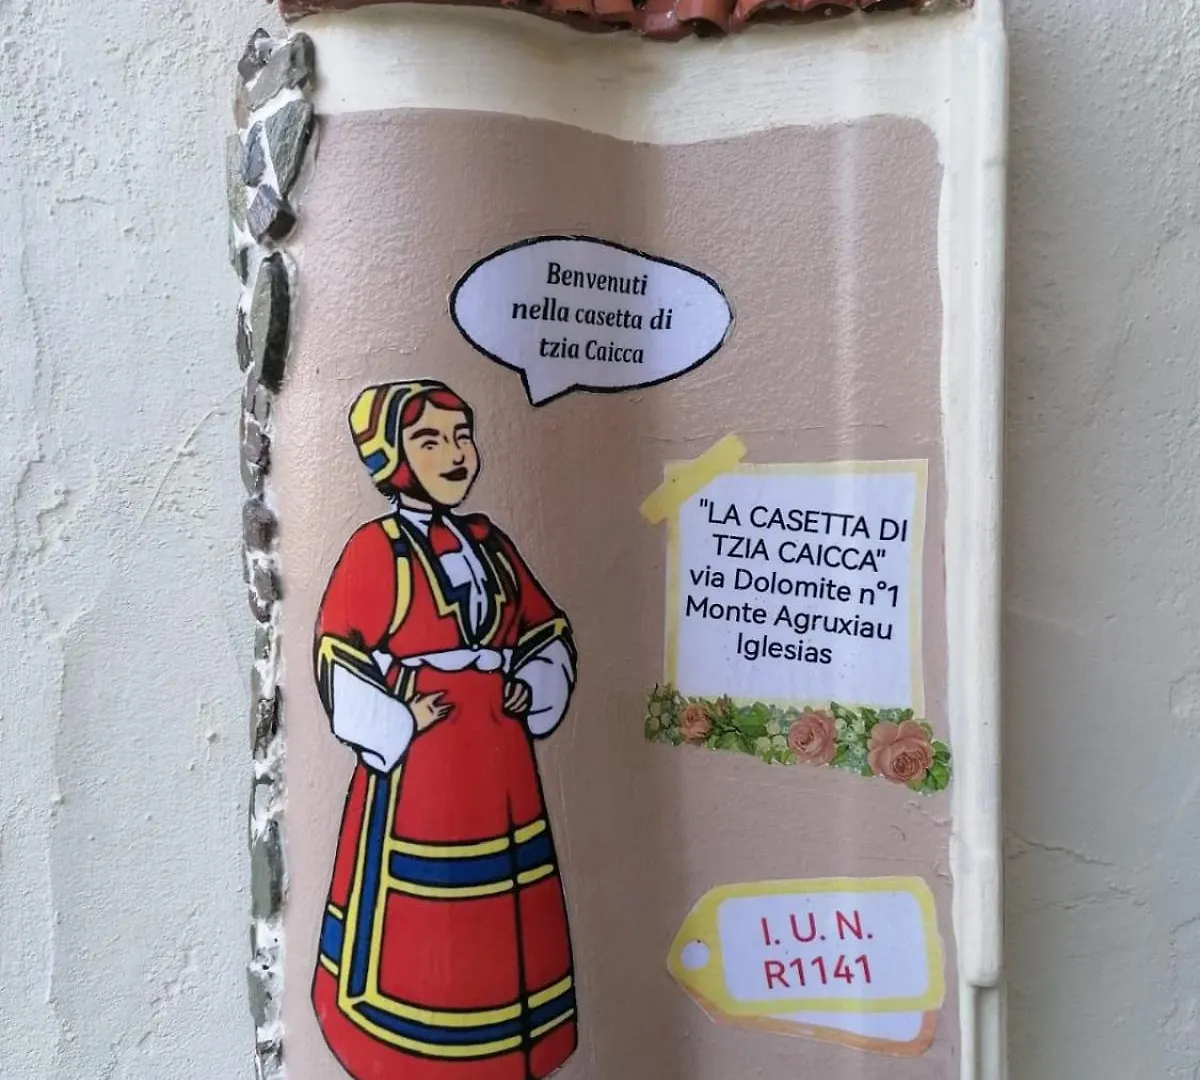 Benvenuti
nella casetta di
tzia Caicca
"LA CASETTA DI
TZIA CAICCA"
via Dolomite n°1
Monte Agruxiau
Iglesias
I. U. N.
R1141